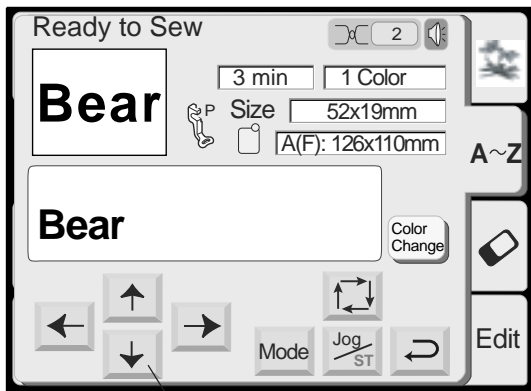 Ready to Sew
2
Bear
3 min
1 Color
P
Size
52x19mm
A(F): 126x110mm
A~Z
Bear
Color
Change
Mode
Jog
ST
Edit